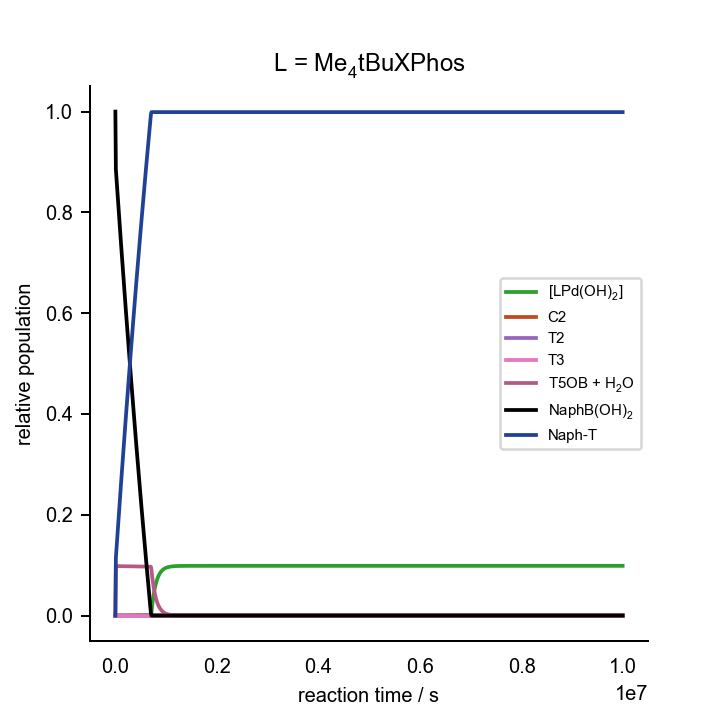 L = Me₄tBuXPhos
relative population
1.0
0.8
0.6
0.4
0.2
0.0
[LPd(OH)₂]
C2
T2
T3
T5OB + H₂O
NaphB(OH)₂
Naph-T
0.0 0.2 0.4 0.6 0.8 1.0
1e7
reaction time / s